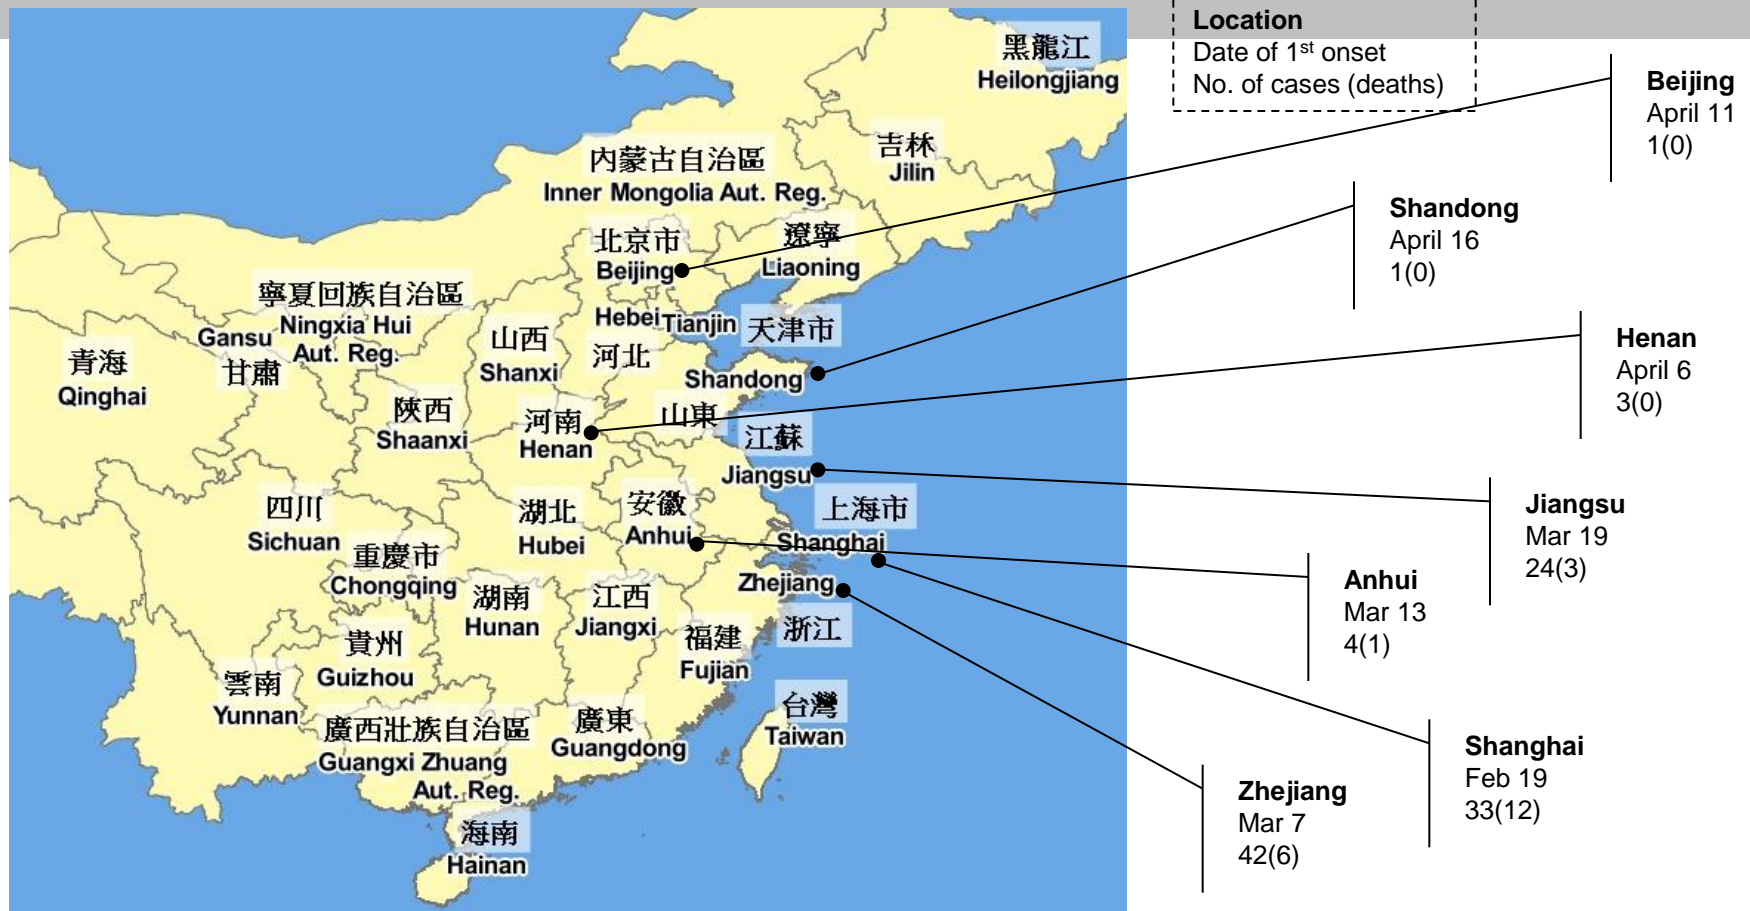 Location
Date of 1st onset
No. of cases (deaths)
黑龍江
Heilongjiang
吉林
Jilin
內蒙古自治區
Inner Mongolia Aut. Reg.
北京市
Beijing
遼寧
Liaoning
寧夏回族自治區
Ningxia Hui
Aut. Reg.
Gansu
甘肅
青海
Qinghai
山西
Shanxi
Hebei
河北
Tianjin
天津市
Shandong
山東
陝西
Shaanxi
河南
Henan
江蘇
Jiangsu
四川
Sichuan
重慶市
Chongqing
湖北
Hubei
安徽
Anhui
上海市
Shanghai
Zhejiang
浙江
湖南
Hunan
江西
Jiangxi
福建
Fujian
貴州
Guizhou
雲南
Yunnan
廣西壯族自治區
Guangxi Zhuang
Aut. Reg.
廣東
Guangdong
台灣
Taiwan
海南
Hainan
Beijing
April 11
1(0)
Shandong
April 16
1(0)
Henan
April 6
3(0)
Jiangsu
Mar 19
24(3)
Anhui
Mar 13
4(1)
Shanghai
Feb 19
33(12)
Zhejiang
Mar 7
42(6)